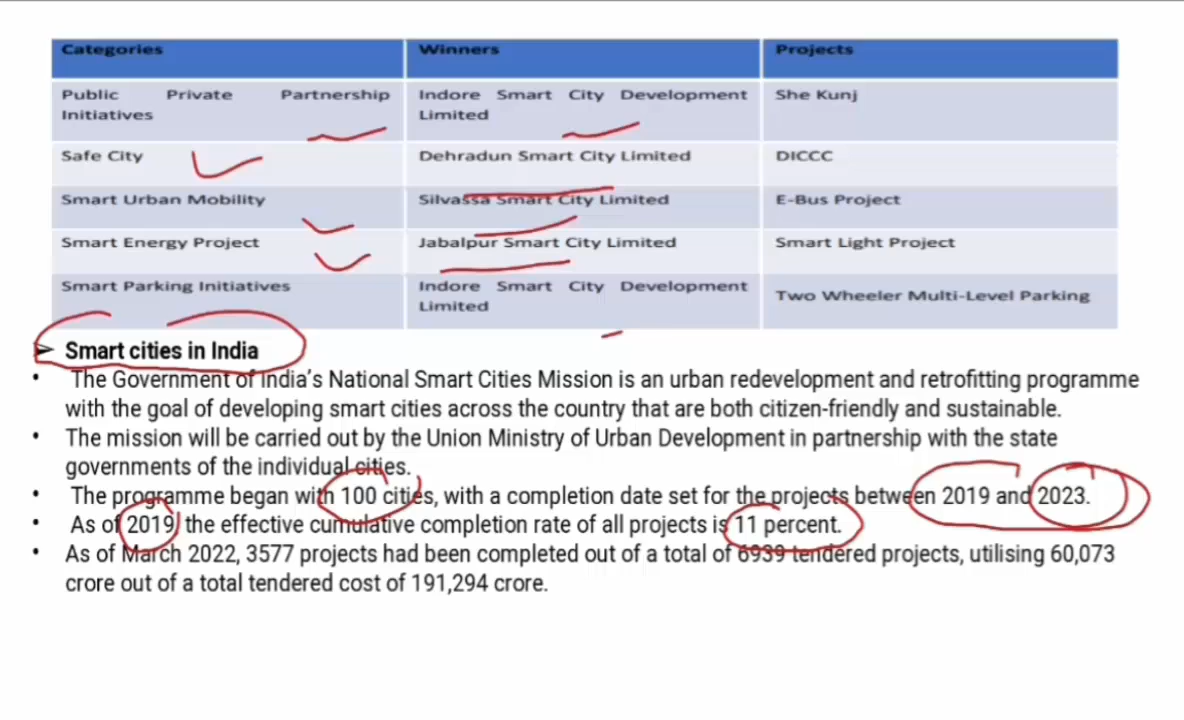 Categories Winners Projects
Public Private Partnership Indore Smart City Development She Kunj
Initiatives Limited
Safe City Dehradun Smart City Limited DICCC
Smart Urban Mobility Silvassa Smart City Limited E-Bus Project
Smart Energy Project Jabalpur Smart City Limited Smart Light Project
Smart Parking Initiatives Indore Smart City Development Two Wheeler Multi-Level Parking
Limited
➢ Smart cities in India
• The Government of India's National Smart Cities Mission is an urban redevelopment and retrofitting programme
with the goal of developing smart cities across the country that are both citizen-friendly and sustainable.
• The mission will be carried out by the Union Ministry of Urban Development in partnership with the state
governments of the individual cities.
• The programme began with 100 cities, with a completion date set for the projects between 2019 and 2023.
• As of 2019, the effective cumulative completion rate of all projects is 11 percent.
• As of March 2022, 3577 projects had been completed out of a total of 6939 tendered projects, utilising 60,073
crore out of a total tendered cost of 191,294 crore.